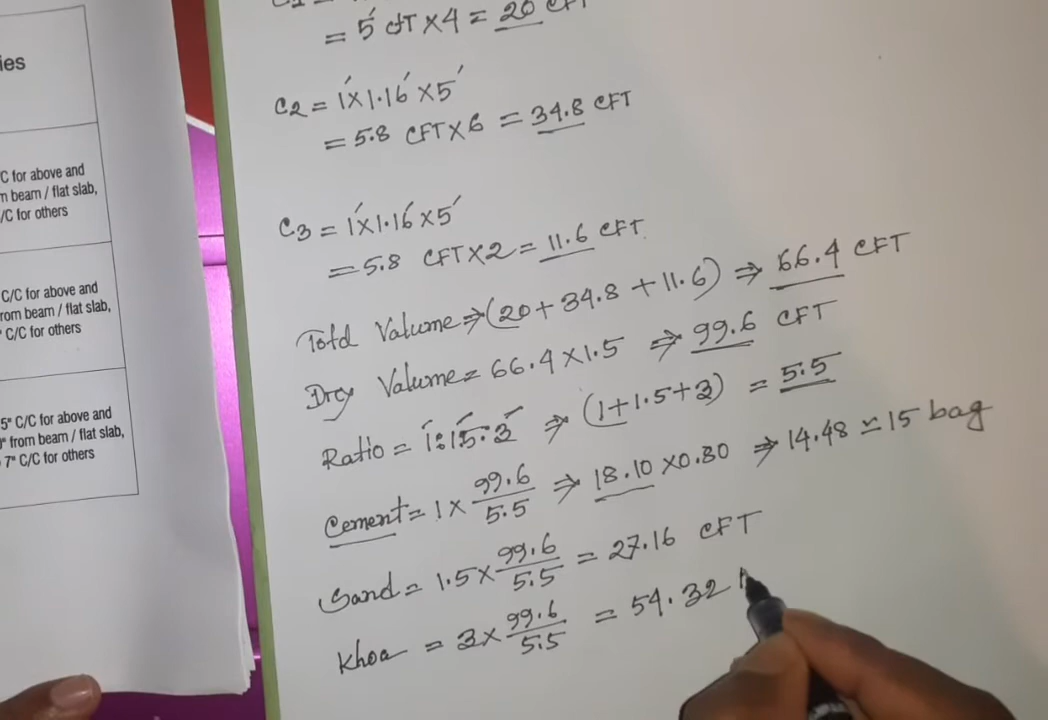 ies
C for above and
m beam / flat slab,
/C for others
C/C for above and
rom beam / flat slab,
C/C for others
5" C/C for above and
" from beam / flat slab,
7" C/C for others
= 5 CFT X 4 = 20 CFT
C2 = 1' X 1.16' X 5'
= 5.8 CFT X 6 = 34.8 CFT
C3 = 1' X 1.16' X 5'
= 5.8 CFT X 2 = 11.6 CFT
Total Valume ⇒ (20 + 34.8 + 11.6) ⇒ 66.4 CFT
Dry Valume = 66.4 X 1.5 ⇒ 99.6 CFT
Ratio = 1:1.5:3 ⇒ (1+1.5+3) = 5.5
Cement = 1 X 99.6/5.5 ⇒ 18.10 X 0.80 ⇒ 14.48 ≃ 15 bag
Sand = 1.5 X 99.6/5.5 = 27.16 CFT
Khoa = 3 X 99.6/5.5 = 54.32